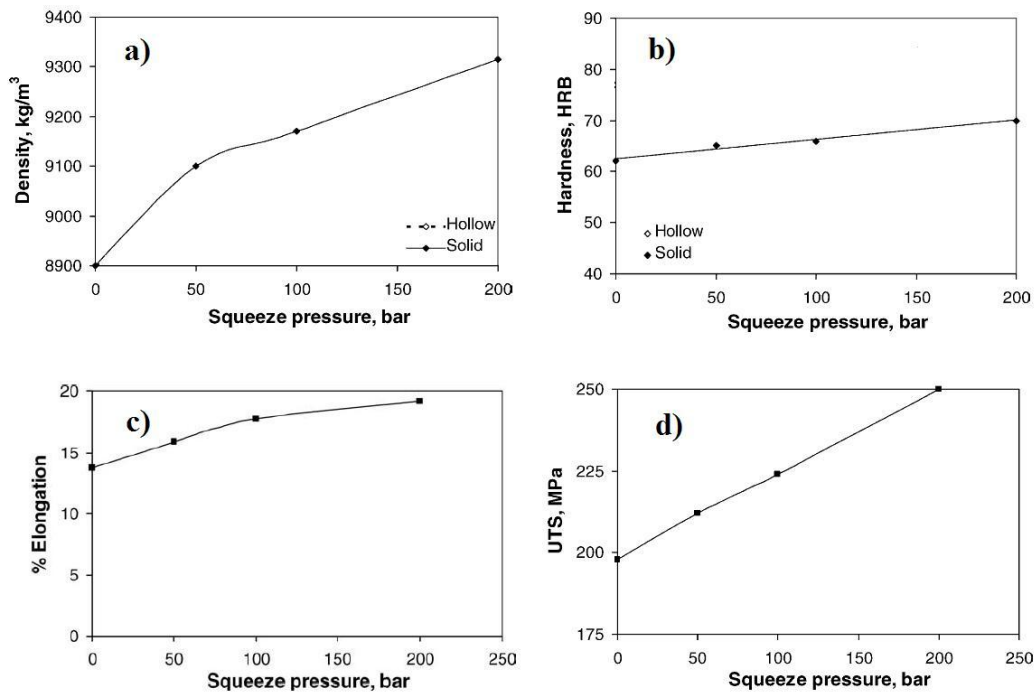 a)
Density, kg/m³
9400
9300
9200
9100
9000
8900
0 50 100 150 200
Squeeze pressure, bar
Hollow
Solid
b)
Hardness, HRB
90
80
70
60
50
40
0 50 100 150 200
Squeeze pressure, bar
Hollow
Solid
c)
% Elongation
20
15
10
5
0
0 50 100 150 200 250
Squeeze pressure, bar
d)
UTS, MPa
250
225
200
175
0 50 100 150 200 250
Squeeze pressure, bar